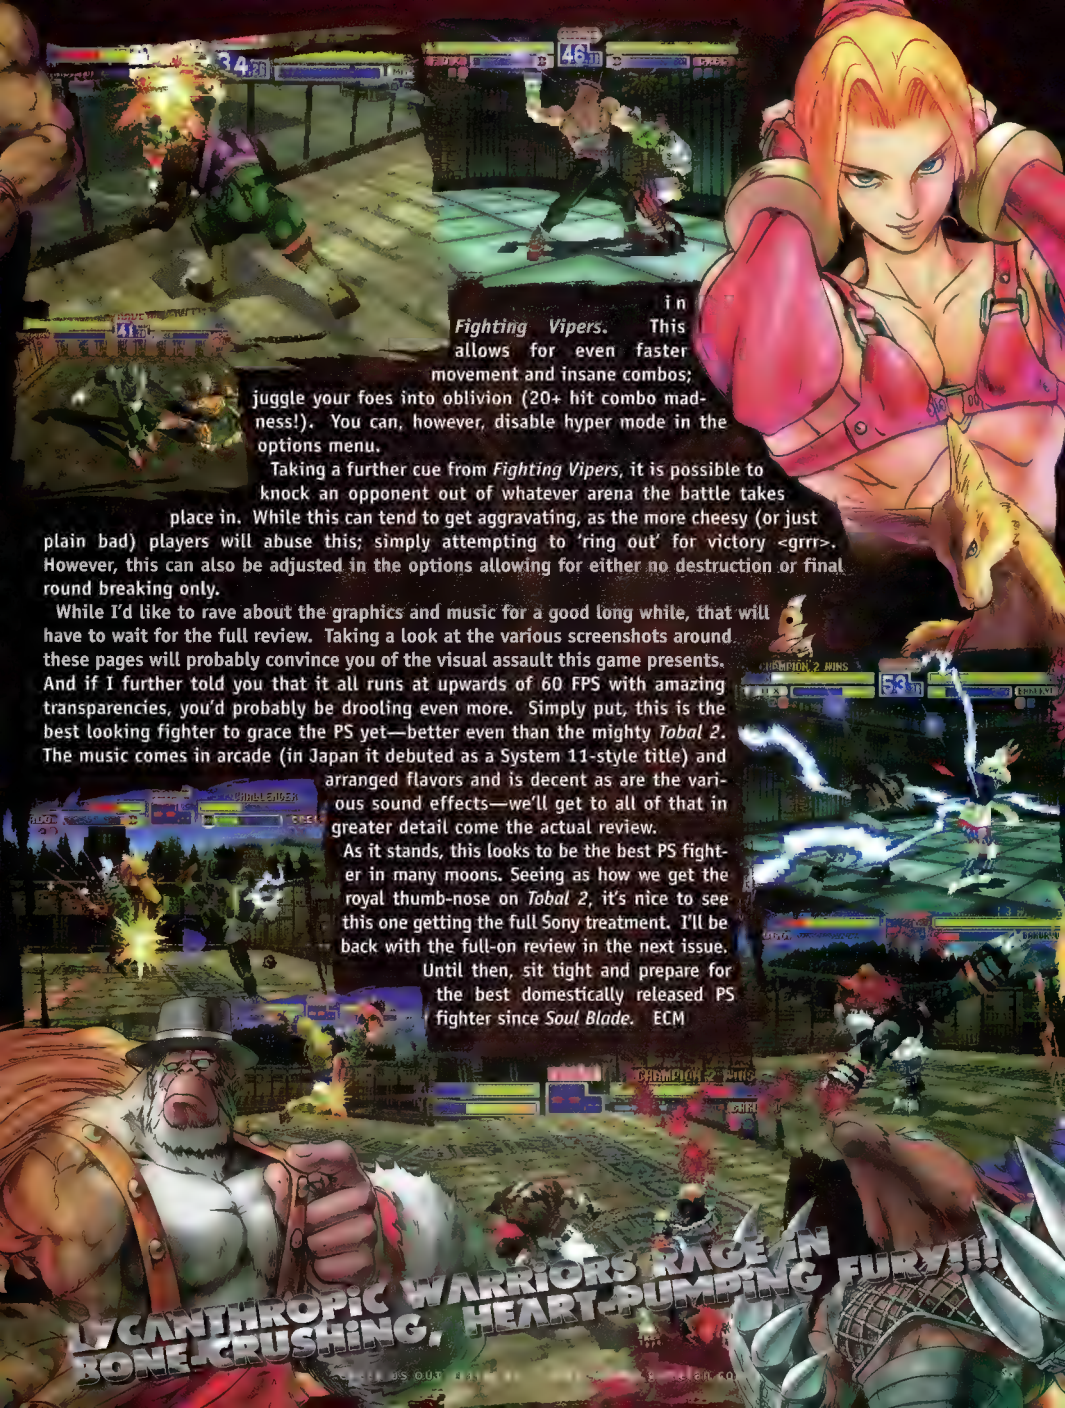 in
Fighting Vipers. This
allows for even faster
movement and insane combos;
juggle your foes into oblivion (20+ hit combo mad-
ness!). You can, however, disable hyper mode in the
options menu.
Taking a further cue from Fighting Vipers, it is possible to
knock an opponent out of whatever arena the battle takes
place in. While this can tend to get aggravating, as the more cheesy (or just
plain bad) players will abuse this; simply attempting to ‘ring out’ for victory <grrr>.
However, this can also be adjusted in the options allowing for either no destruction or final
round breaking only.
While I’d like to rave about the graphics and music for a good long while, that will
have to wait for the full review. Taking a look at the various screenshots around
these pages will probably convince you of the visual assault this game presents.
And if I further told you that it all runs at upwards of 60 FPS with amazing
transparencies, you’d probably be drooling even more. Simply put, this is the
best looking fighter to grace the PS yet—better even than the mighty Tobal 2.
The music comes in arcade (in Japan it debuted as a System 11-style title) and
arranged flavors and is decent as are the vari-
ous sound effects—we’ll get to all of that in
greater detail come the actual review.
As it stands, this looks to be the best PS fight-
er in many moons. Seeing as how we get the
royal thumb-nose on Tobal 2, it’s nice to see
this one getting the full Sony treatment. I’ll be
back with the full-on review in the next issue.
Until then, sit tight and prepare for
the best domestically released PS
fighter since Soul Blade. ECM
34
46
41
CHAMPION 2 WINS
53
CHALLENGER
CHAMPION 2 WINS
LYCANTHROPiC WARRiORS RAGE iN
BONE-CRUSHiNG, HEART-PUMPiNG FURY!!!